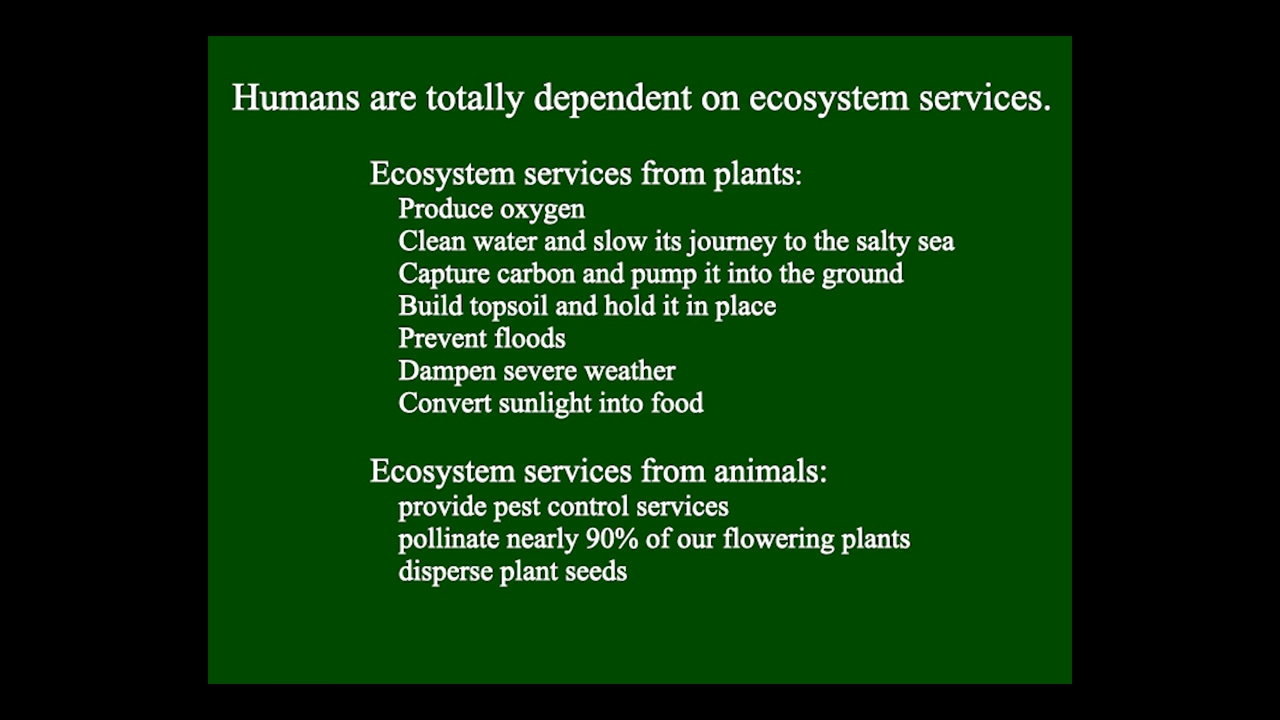 Humans are totally dependent on ecosystem services.
Ecosystem services from plants:
Produce oxygen
Clean water and slow its journey to the salty sea
Capture carbon and pump it into the ground
Build topsoil and hold it in place
Prevent floods
Dampen severe weather
Convert sunlight into food
Ecosystem services from animals:
provide pest control services
pollinate nearly 90% of our flowering plants
disperse plant seeds